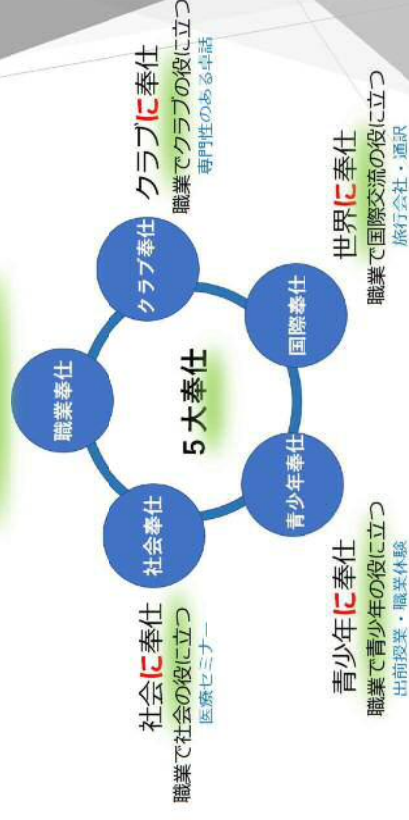 職業奉仕
クラブ奉仕
国際奉仕
青少年奉仕
社会奉仕
5大奉仕
クラブに奉仕
職業でクラブの役に立つ
専門性のある卓話
世界に奉仕
職業で国際交流の役に立つ
旅行会社・通訳
青少年に奉仕
職業で青少年の役に立つ
出前授業・職業体験
社会に奉仕
職業で社会の役に立つ
医療セミナー